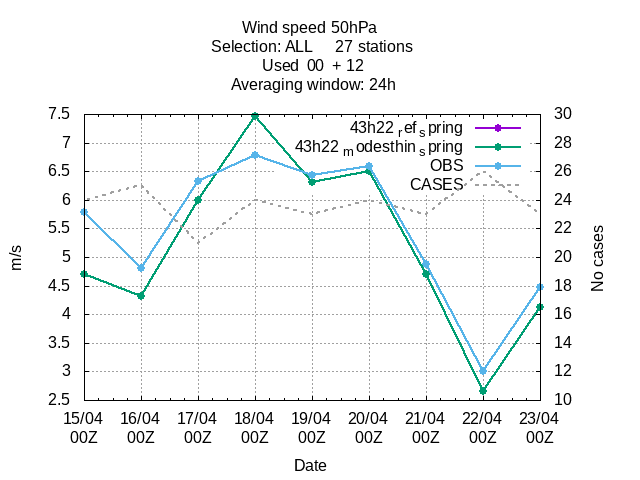 Wind speed 50hPa
Selection: ALL 27 stations
Used 00 + 12
Averaging window: 24h
7.5 30
43h22 ref spring
7 28
43h22 modesthin spring
6.5 OBS 26
CASES
6 24
5.5 22
5 20
m/s
No cases
4.5 18
4 16
3.5 14
3 12
2.5 10
15/04 16/04 17/04 18/04 19/04 20/04 21/04 22/04 23/04
00Z 00Z 00Z 00Z 00Z 00Z 00Z 00Z 00Z
Date